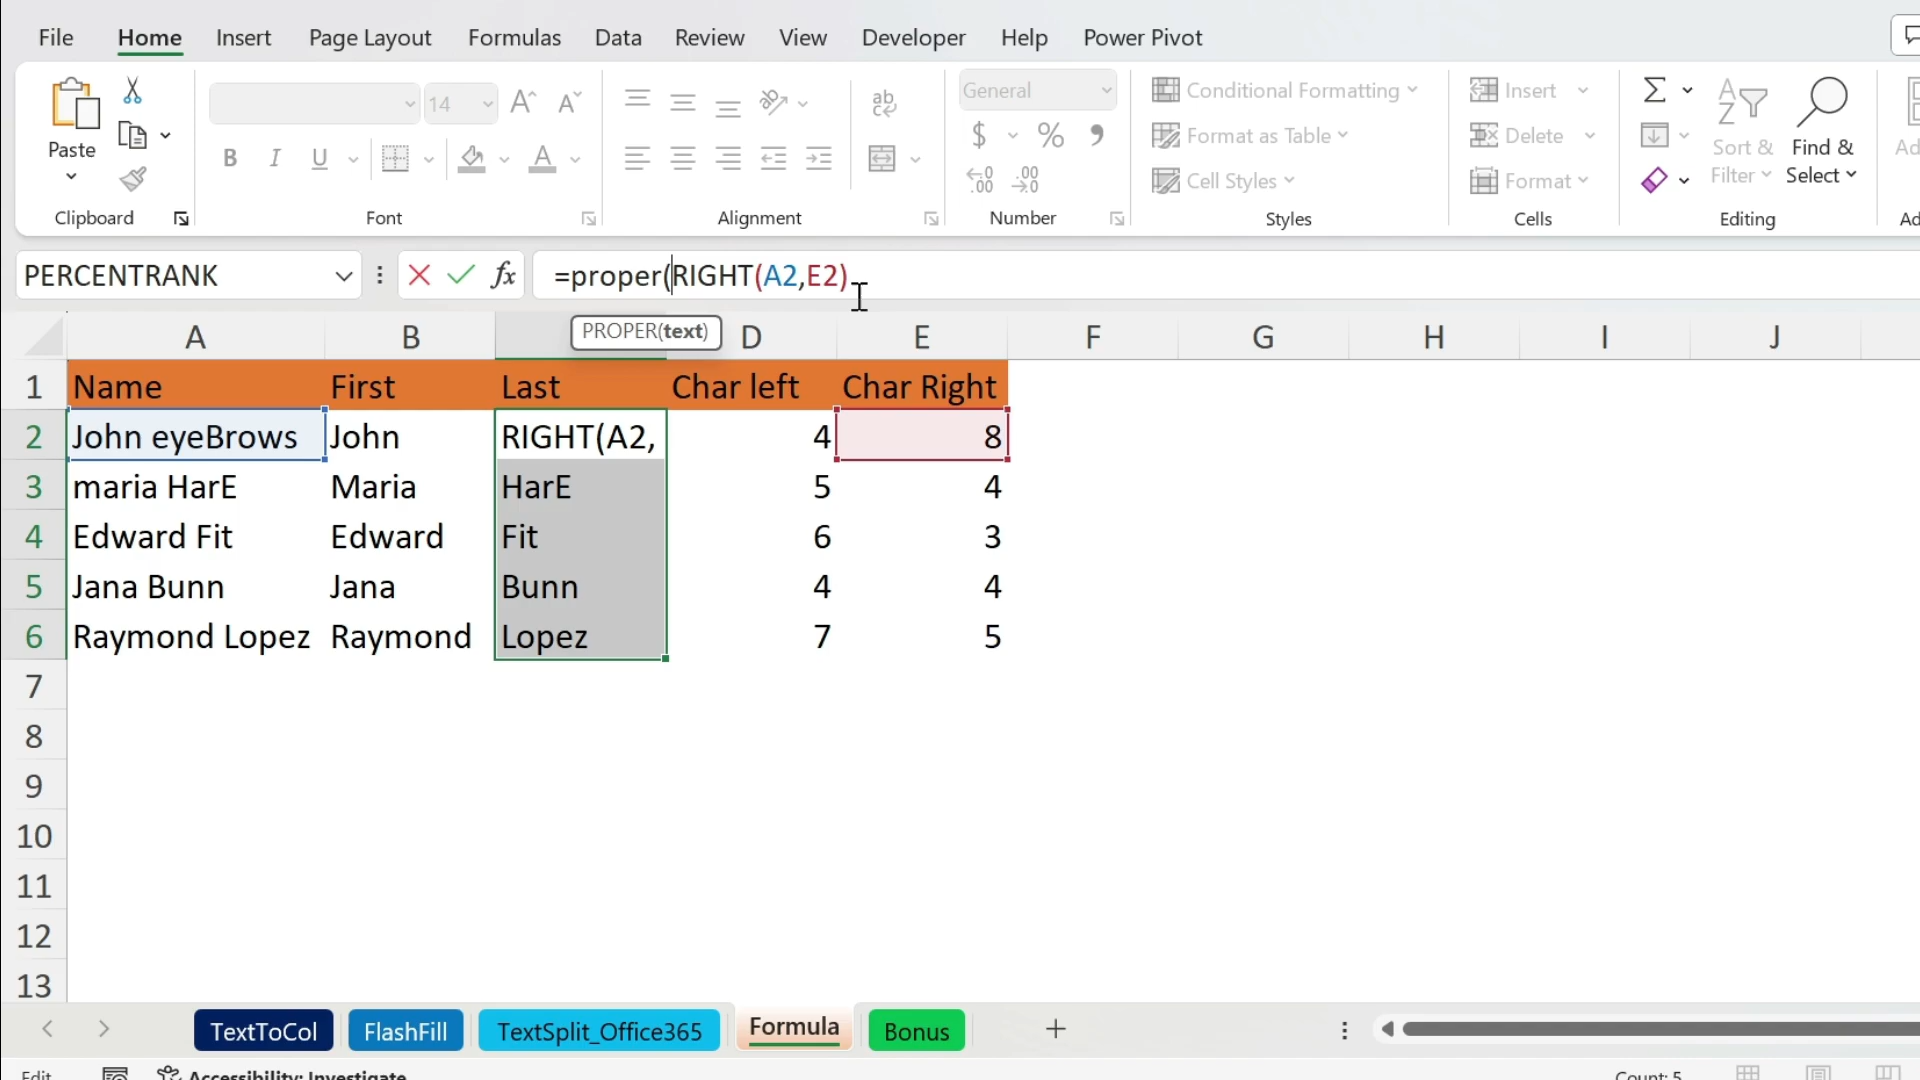 File Home Insert Page Layout Formulas Data Review View Developer Help Power Pivot
Paste
Clipboard
14
B I U
A
Font
ab
Alignment
General
$ % 9
Number
Conditional Formatting
Format as Table
Cell Styles
Styles
Insert
Delete
Format
Cells
Sort &
Filter
Find &
Select
Editing
PERCENTRANK fx =proper(RIGHT(A2,E2)
PROPER(text)
A B D E F G H I J
1 Name First Last Char left Char Right
2 John eyeBrows John RIGHT(A2, 4 8
3 maria HarE Maria HarE 5 4
4 Edward Fit Edward Fit 6 3
5 Jana Bunn Jana Bunn 4 4
6 Raymond Lopez Raymond Lopez 7 5
7
8
9
10
11
12
13
TextToCol FlashFill TextSplit_Office365 Formula Bonus
Edit Accessibility: Investigate Count: 5